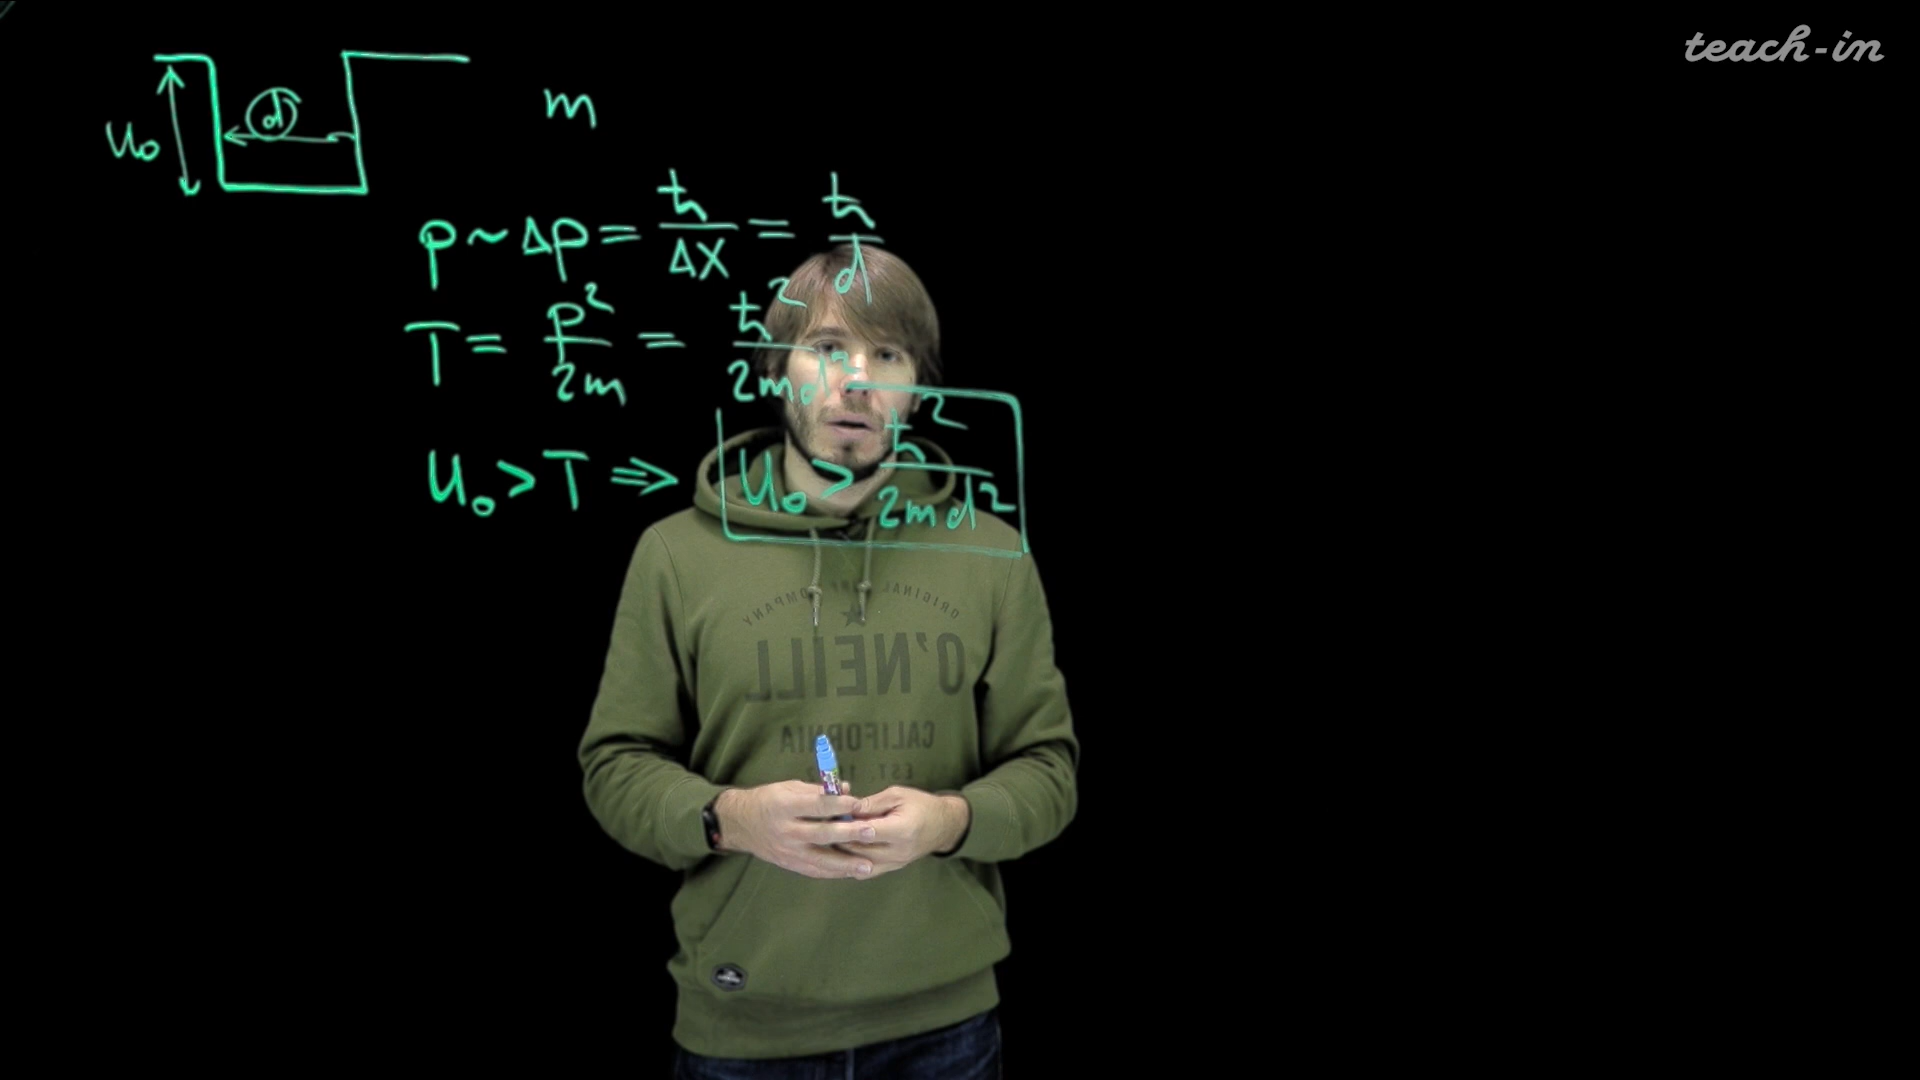 teach-in
U₀
d
m
p ~ Δp = ħ/Δx = ħ/d
T = p²/2m = ħ²/2md²
U₀ > T ⇒ U₀ > ħ²/2md²
ORIGINAL COMPANY
O'NEILL
CALIFORNIA
EST.